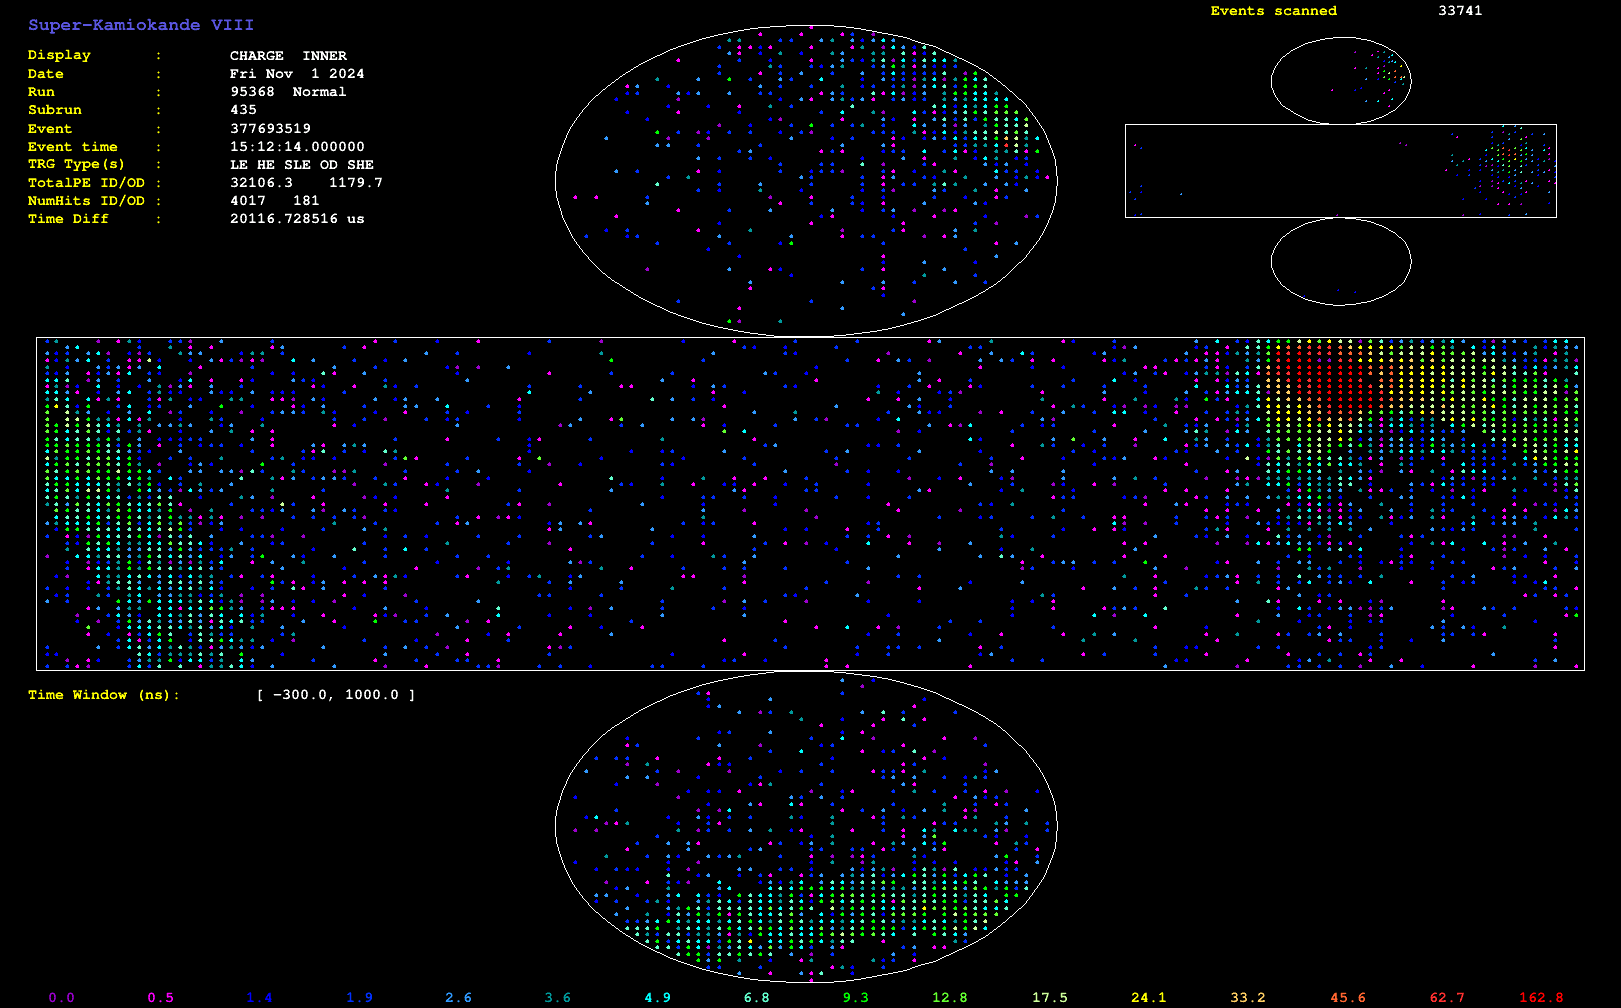 Super-Kamiokande VIII
Events scanned 33741
Display : CHARGE INNER
Date : Fri Nov 1 2024
Run : 95368 Normal
Subrun : 435
Event : 377693519
Event time : 15:12:14.000000
TRG Type(s) : LE HE SLE OD SHE
TotalPE ID/OD : 32106.3 1179.7
NumHits ID/OD : 4017 181
Time Diff : 20116.728516 us
Time Window (ns): [ -300.0, 1000.0 ]
0.0 0.5 1.4 1.9 2.6 3.6 4.9 6.8 9.3 12.8 17.5 24.1 33.2 45.6 62.7 162.8